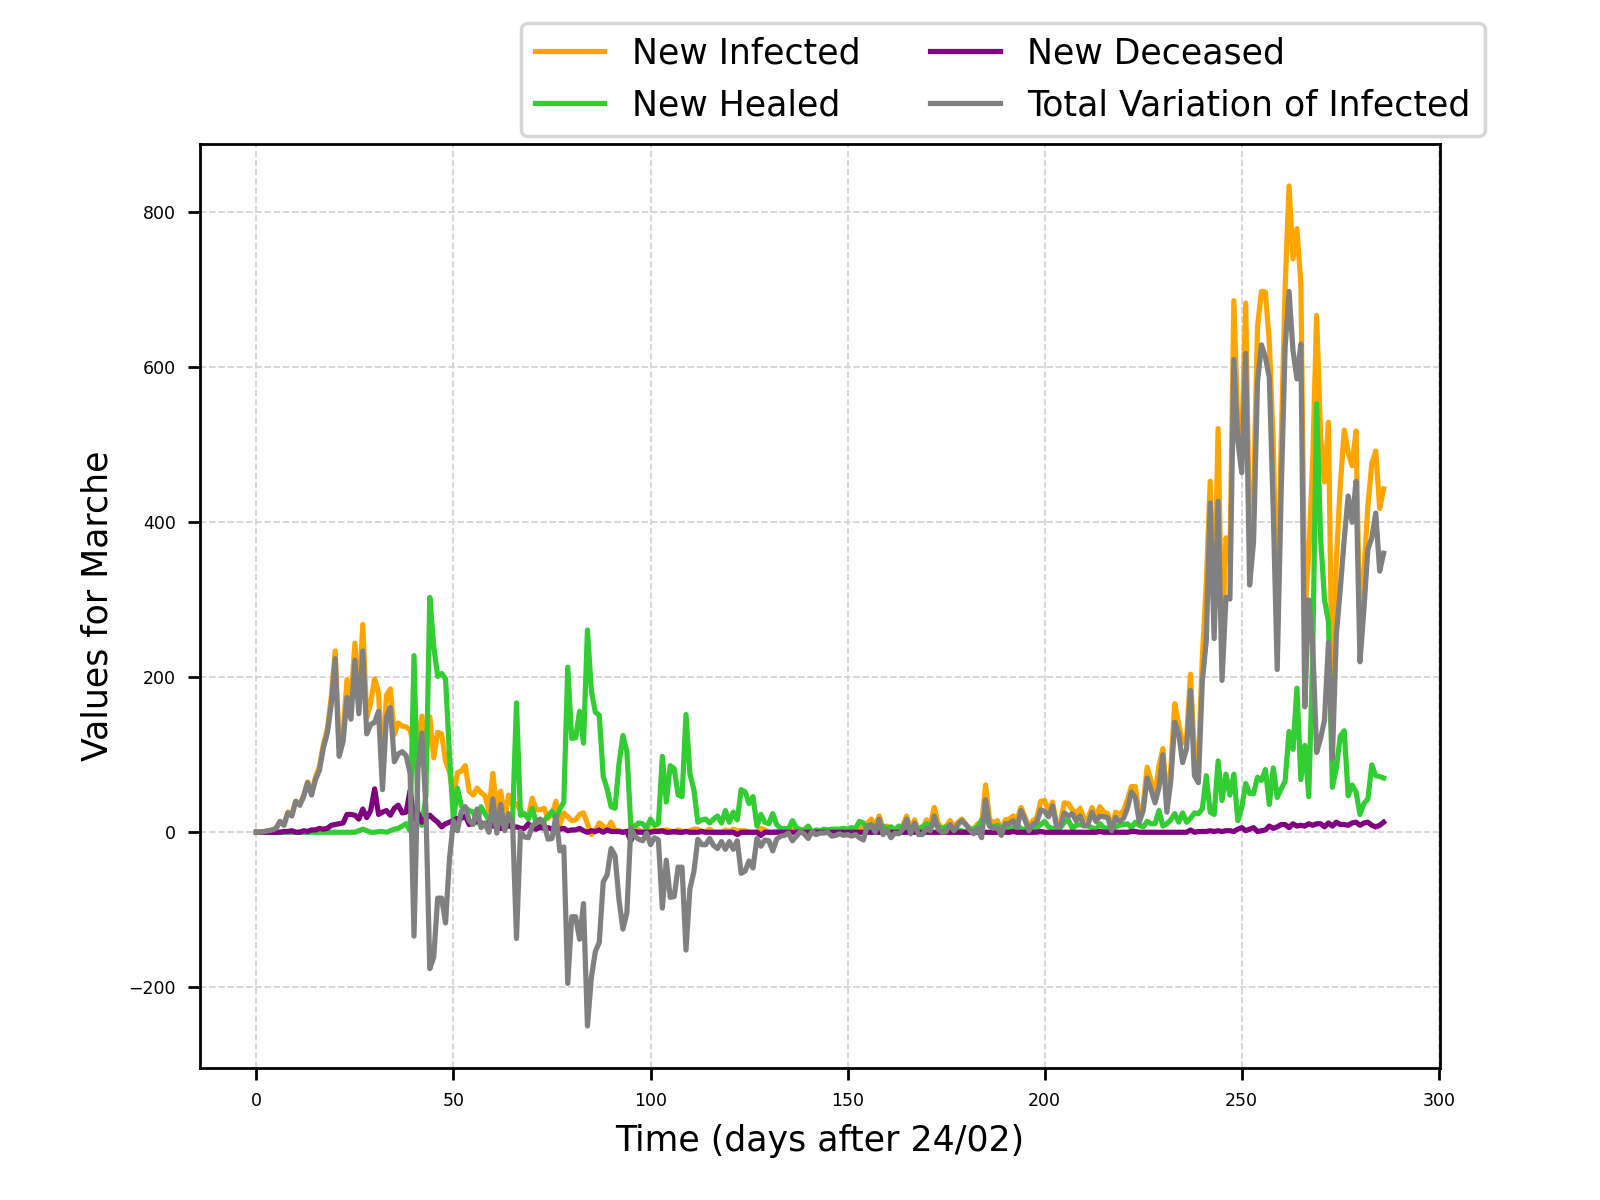 New Infected
New Healed
New Deceased
Total Variation of Infected
Values for Marche
800
600
400
200
0
−200
0 50 100 150 200 250 300
Time (days after 24/02)